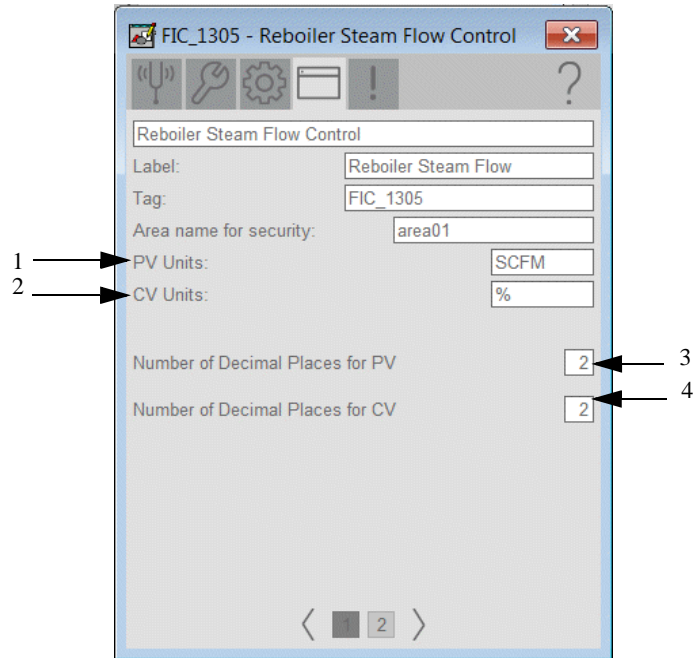 FIC_1305 - Reboiler Steam Flow Control
Reboiler Steam Flow Control
Label: Reboiler Steam Flow
Tag: FIC_1305
Area name for security: area01
1 PV Units: SCFM
2 CV Units: %
Number of Decimal Places for PV 2 3
Number of Decimal Places for CV 2 4
1 2